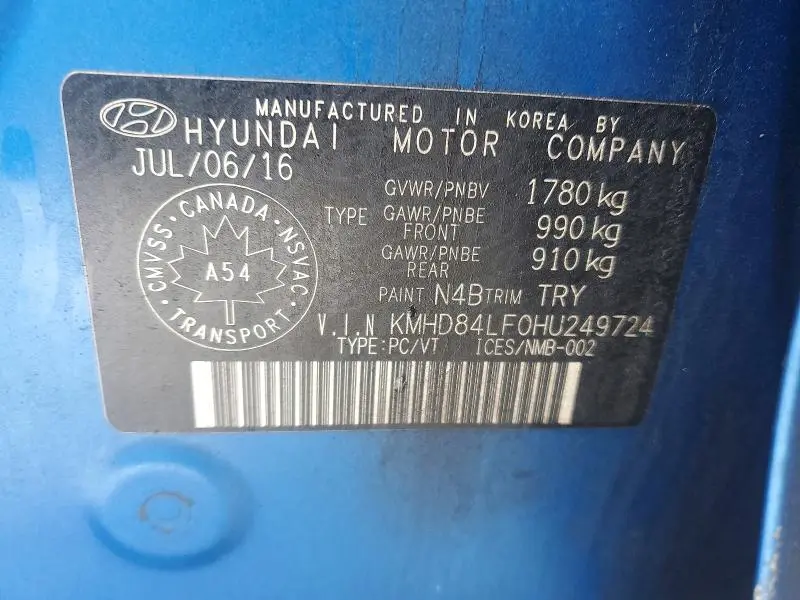 MANUFACTURED IN KOREA BY
HYUNDAI MOTOR COMPANY
JUL/06/16
GVWR/PNBV 1780 kg
TYPE GAWR/PNBE FRONT 990 kg
GAWR/PNBE REAR 910 kg
PAINT N4B TRIM TRY
CMVSS · CANADA · NSVAC
A54
· TRANSPORT ·
V.I.N KMHD84LF0HU249724
TYPE:PC/VT ICES/NMB-002